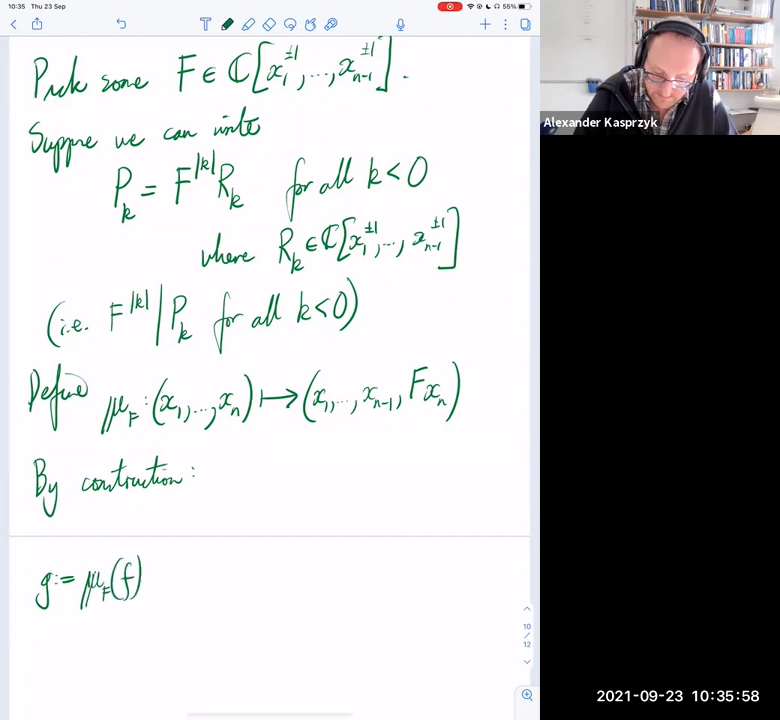 10:35 Thu 23 Sep
55%
Pick some F ∈ ℂ[x₁^{±1}, ..., x_{n-1}^{±1}].
Suppose we can write
P_k = F^{|k|} R_k for all k < 0
where R_k ∈ ℂ[x₁^{±1}, ..., x_{n-1}^{±1}]
(i.e. F^{|k|} | P_k for all k < 0)
Define μ_F : (x₁, ..., x_n) ⟼ (x₁, ..., x_{n-1}, F x_n)
By contruction:
g := μ_F(f)
10
/
12
Alexander Kasprzyk
2021-09-23 10:35:58